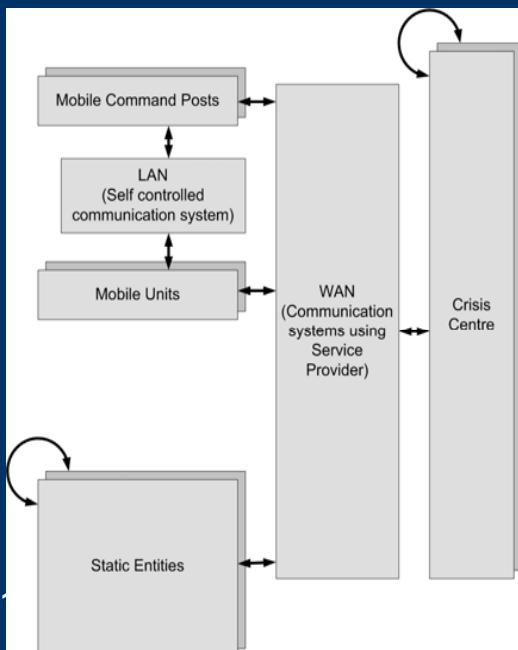 Mobile Command Posts
LAN
(Self controlled
communication system)
Mobile Units
WAN
(Communication
systems using
Service
Provider)
Crisis
Centre
Static Entities